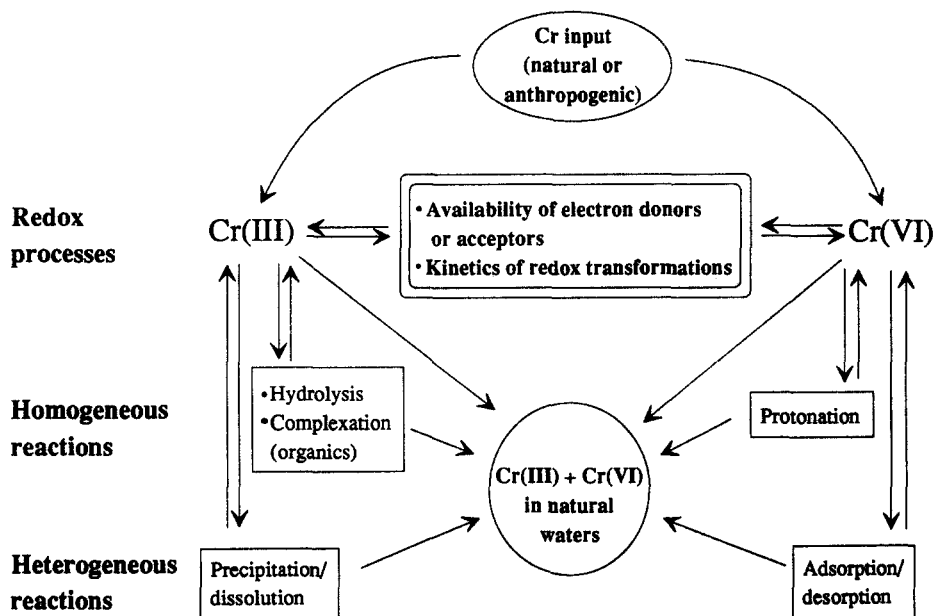 Cr input
(natural or
anthropogenic)
Redox
processes
Cr(III)
• Availability of electron donors
or acceptors
• Kinetics of redox transformations
Cr(VI)
Homogeneous
reactions
• Hydrolysis
• Complexation
(organics)
Protonation
Cr(III) + Cr(VI)
in natural
waters
Heterogeneous
reactions
Precipitation/
dissolution
Adsorption/
desorption